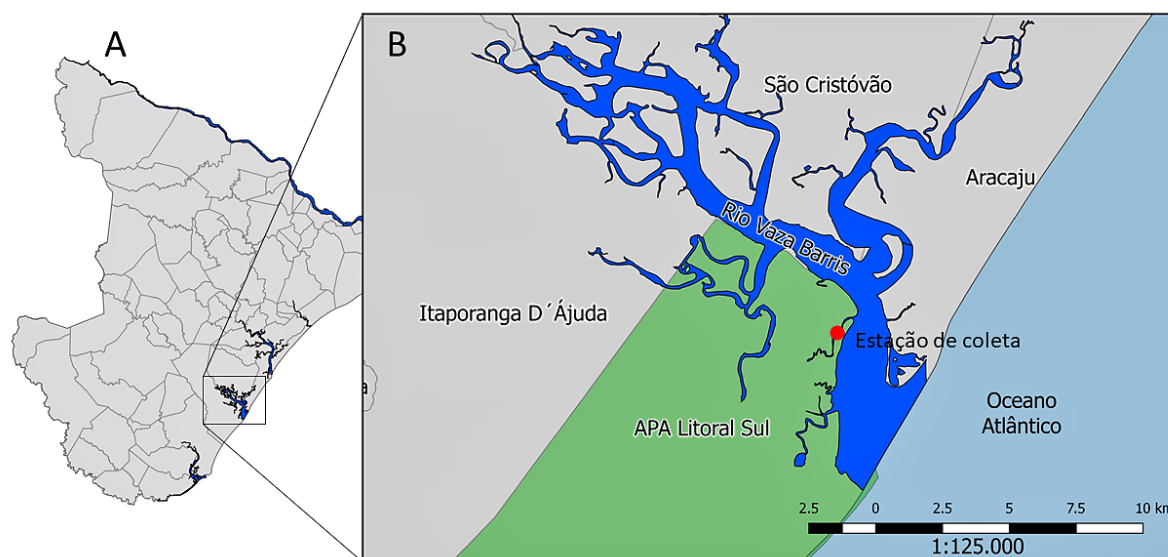 A
B
São Cristóvão
Aracaju
Rio Vaza Barris
Itaporanga D´Ájuda
Estação de coleta
APA Litoral Sul
Oceano
Atlântico
a
2.5 0 2.5 5 7.5 10 km
1:125.000